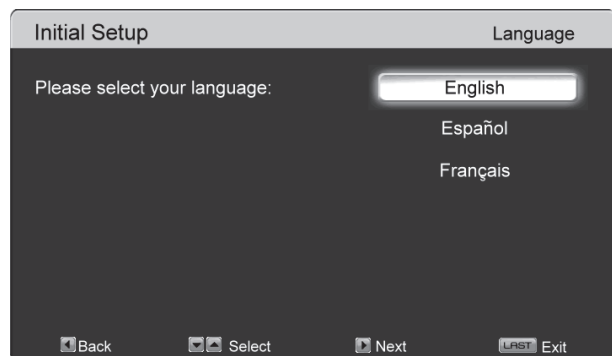 Initial Setup Language
Please select your language: English
Español
Français
Back Select Next LAST Exit